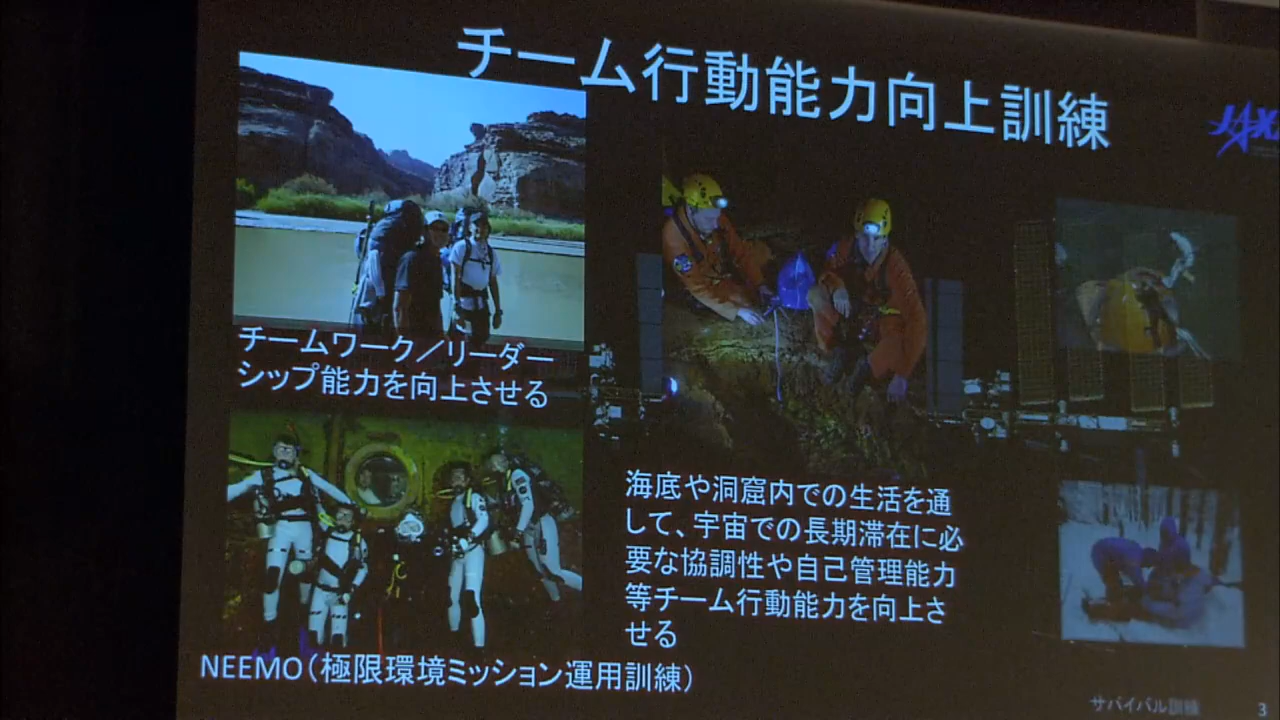 チーム行動能力向上訓練
JAX
チームワーク／リーダー
シップ能力を向上させる
海底や洞窟内での生活を通
して、宇宙での長期滞在に必
要な協調性や自己管理能力
等チーム行動能力を向上さ
せる
NEEMO（極限環境ミッション運用訓練）
サバイバル訓練
3